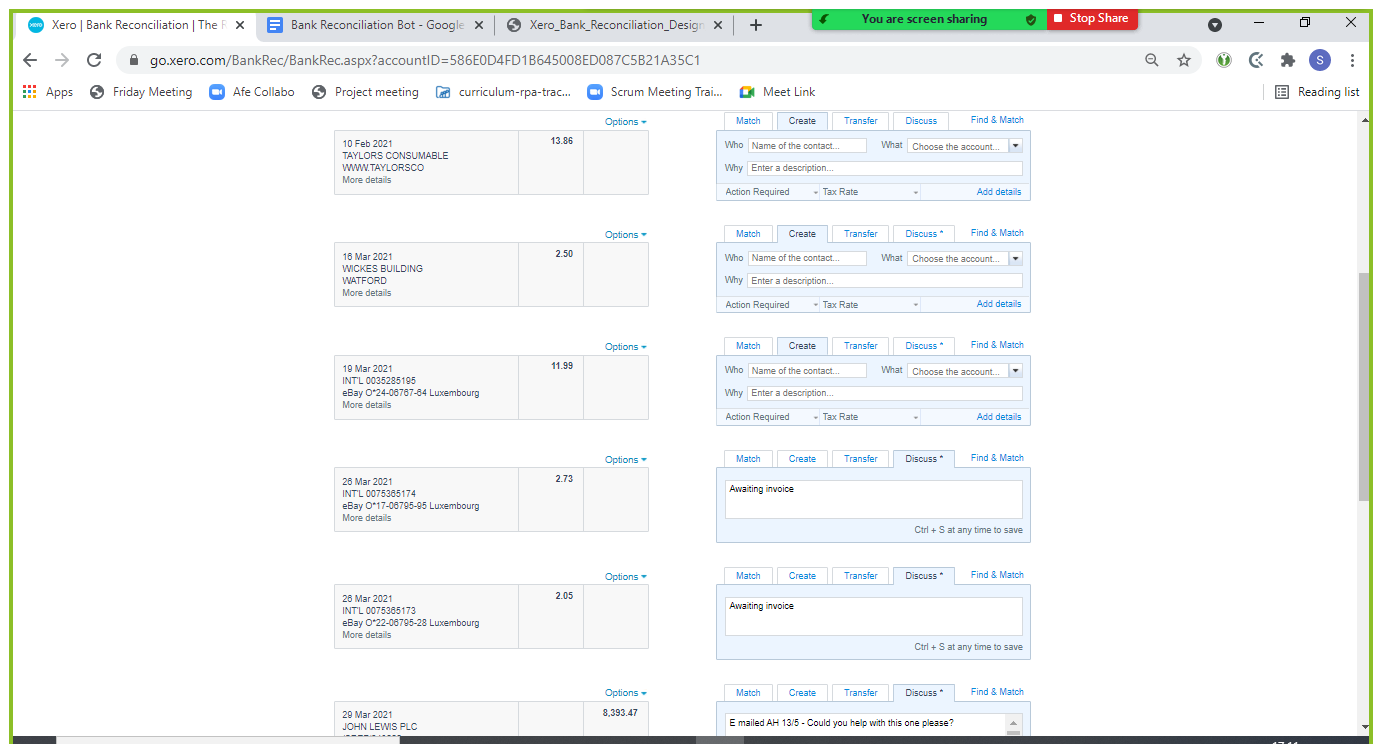 Xero | Bank Reconciliation | The R
Bank Reconciliation Bot - Google
Xero_Bank_Reconciliation_Design
You are screen sharing
Stop Share
go.xero.com/BankRec/BankRec.aspx?accountID=586E0D4FD1B645008ED087C5B21A35C1
S
Apps
Friday Meeting
Afe Collabo
Project meeting
curriculum-rpa-trac...
Scrum Meeting Trai...
Meet Link
Reading list
Options
Match Create Transfer Discuss Find & Match
10 Feb 2021 13.86
TAYLORS CONSUMABLE
WWW.TAYLORSCO
More details
Who Name of the contact... What Choose the account...
Why Enter a description...
Action Required Tax Rate Add details
Options
Match Create Transfer Discuss * Find & Match
16 Mar 2021 2.50
WICKES BUILDING
WATFORD
More details
Who Name of the contact... What Choose the account...
Why Enter a description...
Action Required Tax Rate Add details
Options
Match Create Transfer Discuss * Find & Match
19 Mar 2021 11.99
INT'L 0035285195
eBay O*24-06767-64 Luxembourg
More details
Who Name of the contact... What Choose the account...
Why Enter a description...
Action Required Tax Rate Add details
Options
Match Create Transfer Discuss * Find & Match
26 Mar 2021 2.73
INT'L 0075365174
eBay O*17-06795-95 Luxembourg
More details
Awaiting invoice
Ctrl + S at any time to save
Options
Match Create Transfer Discuss * Find & Match
26 Mar 2021 2.05
INT'L 0075365173
eBay O*22-06795-28 Luxembourg
More details
Awaiting invoice
Ctrl + S at any time to save
Options
Match Create Transfer Discuss * Find & Match
29 Mar 2021 8,393.47
JOHN LEWIS PLC
E mailed AH 13/5 - Could you help with this one please?